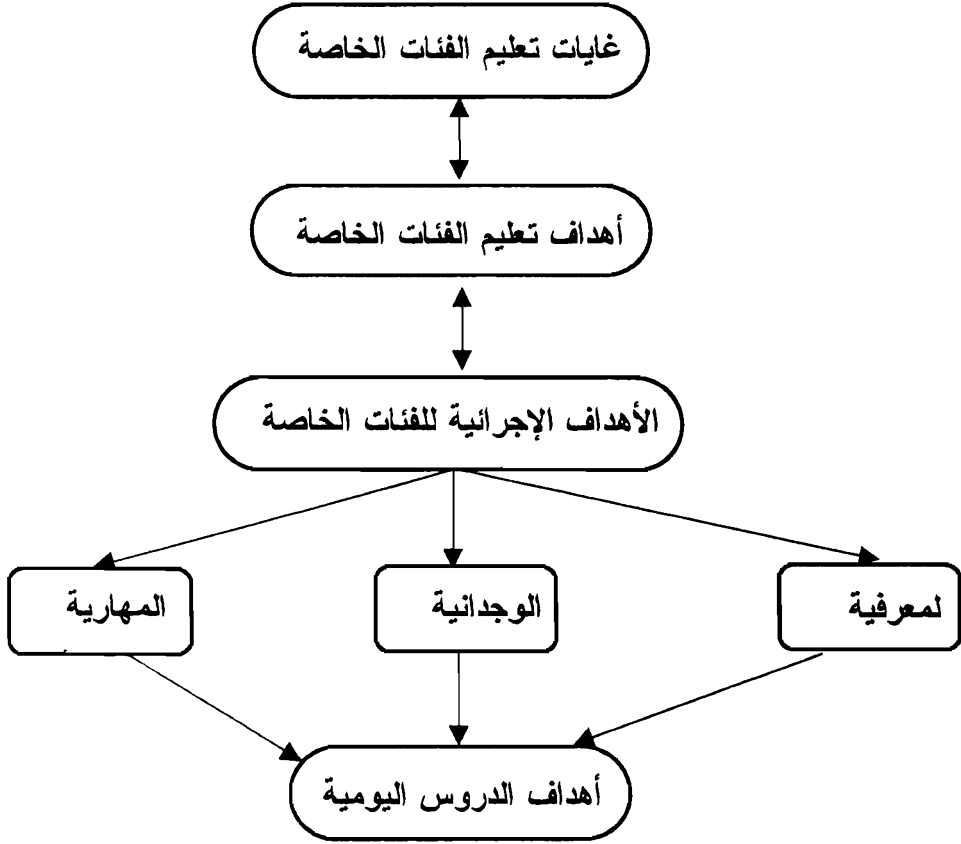 غايات تعليم الفئات الخاصة
أهداف تعليم الفئات الخاصة
الأهداف الإجرائية للفئات الخاصة
لمعرفية
الوجدانية
المهارية
أهداف الدروس اليومية